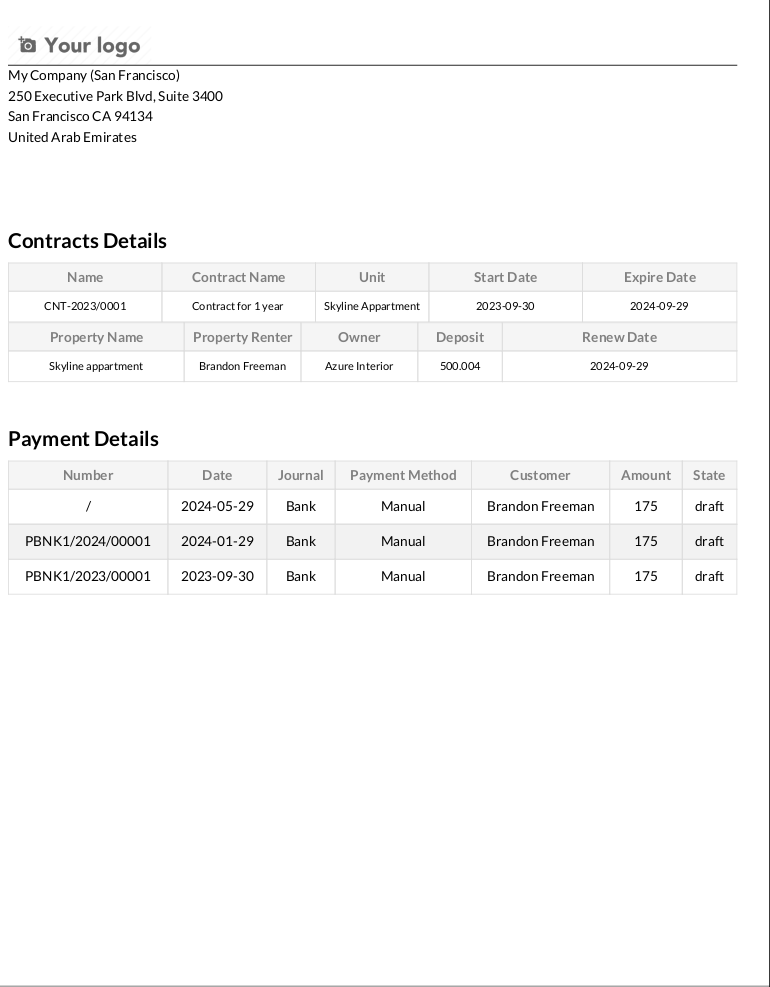 Your logo
My Company (San Francisco)
250 Executive Park Blvd, Suite 3400
San Francisco CA 94134
United Arab Emirates
Contracts Details
Name Contract Name Unit Start Date Expire Date
CNT-2023/0001 Contract for 1 year Skyline Appartment 2023-09-30 2024-09-29
Property Name Property Renter Owner Deposit Renew Date
Skyline appartment Brandon Freeman Azure Interior 500.004 2024-09-29
Payment Details
Number Date Journal Payment Method Customer Amount State
/ 2024-05-29 Bank Manual Brandon Freeman 175 draft
PBNK1/2024/00001 2024-01-29 Bank Manual Brandon Freeman 175 draft
PBNK1/2023/00001 2023-09-30 Bank Manual Brandon Freeman 175 draft